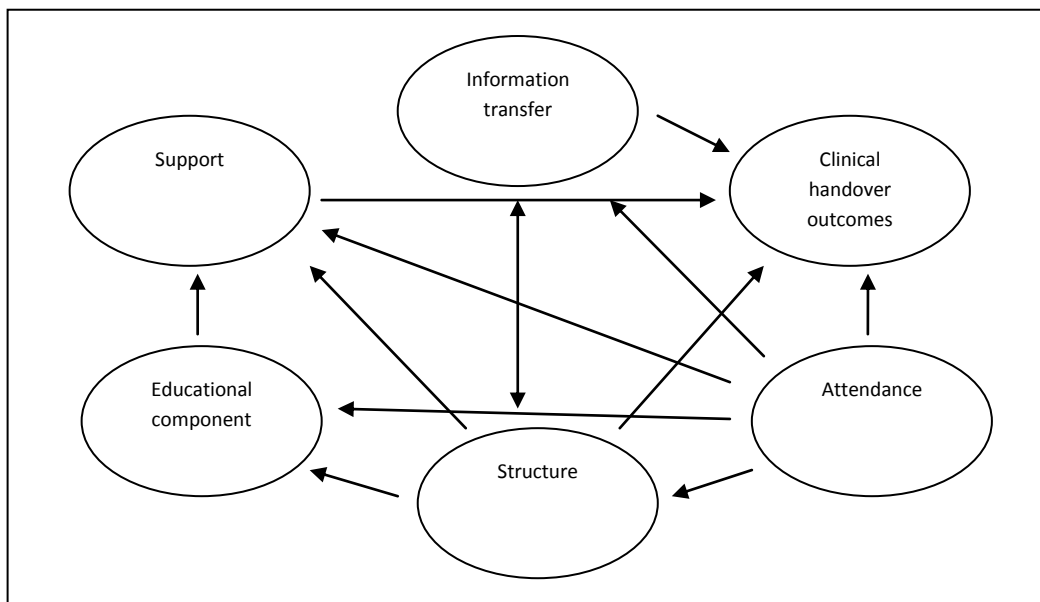 Information
transfer
Support
Clinical
handover
outcomes
Educational
component
Attendance
Structure